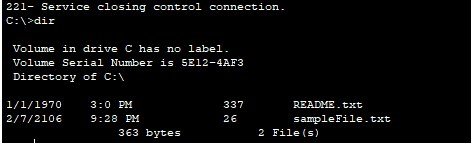 221- Service closing control connection.
C:\>dir
Volume in drive C has no label.
Volume Serial Number is 5E12-4AF3
Directory of C:\
1/1/1970 3:0 PM 337 README.txt
2/7/2106 9:28 PM 26 sampleFile.txt
363 bytes 2 File(s)